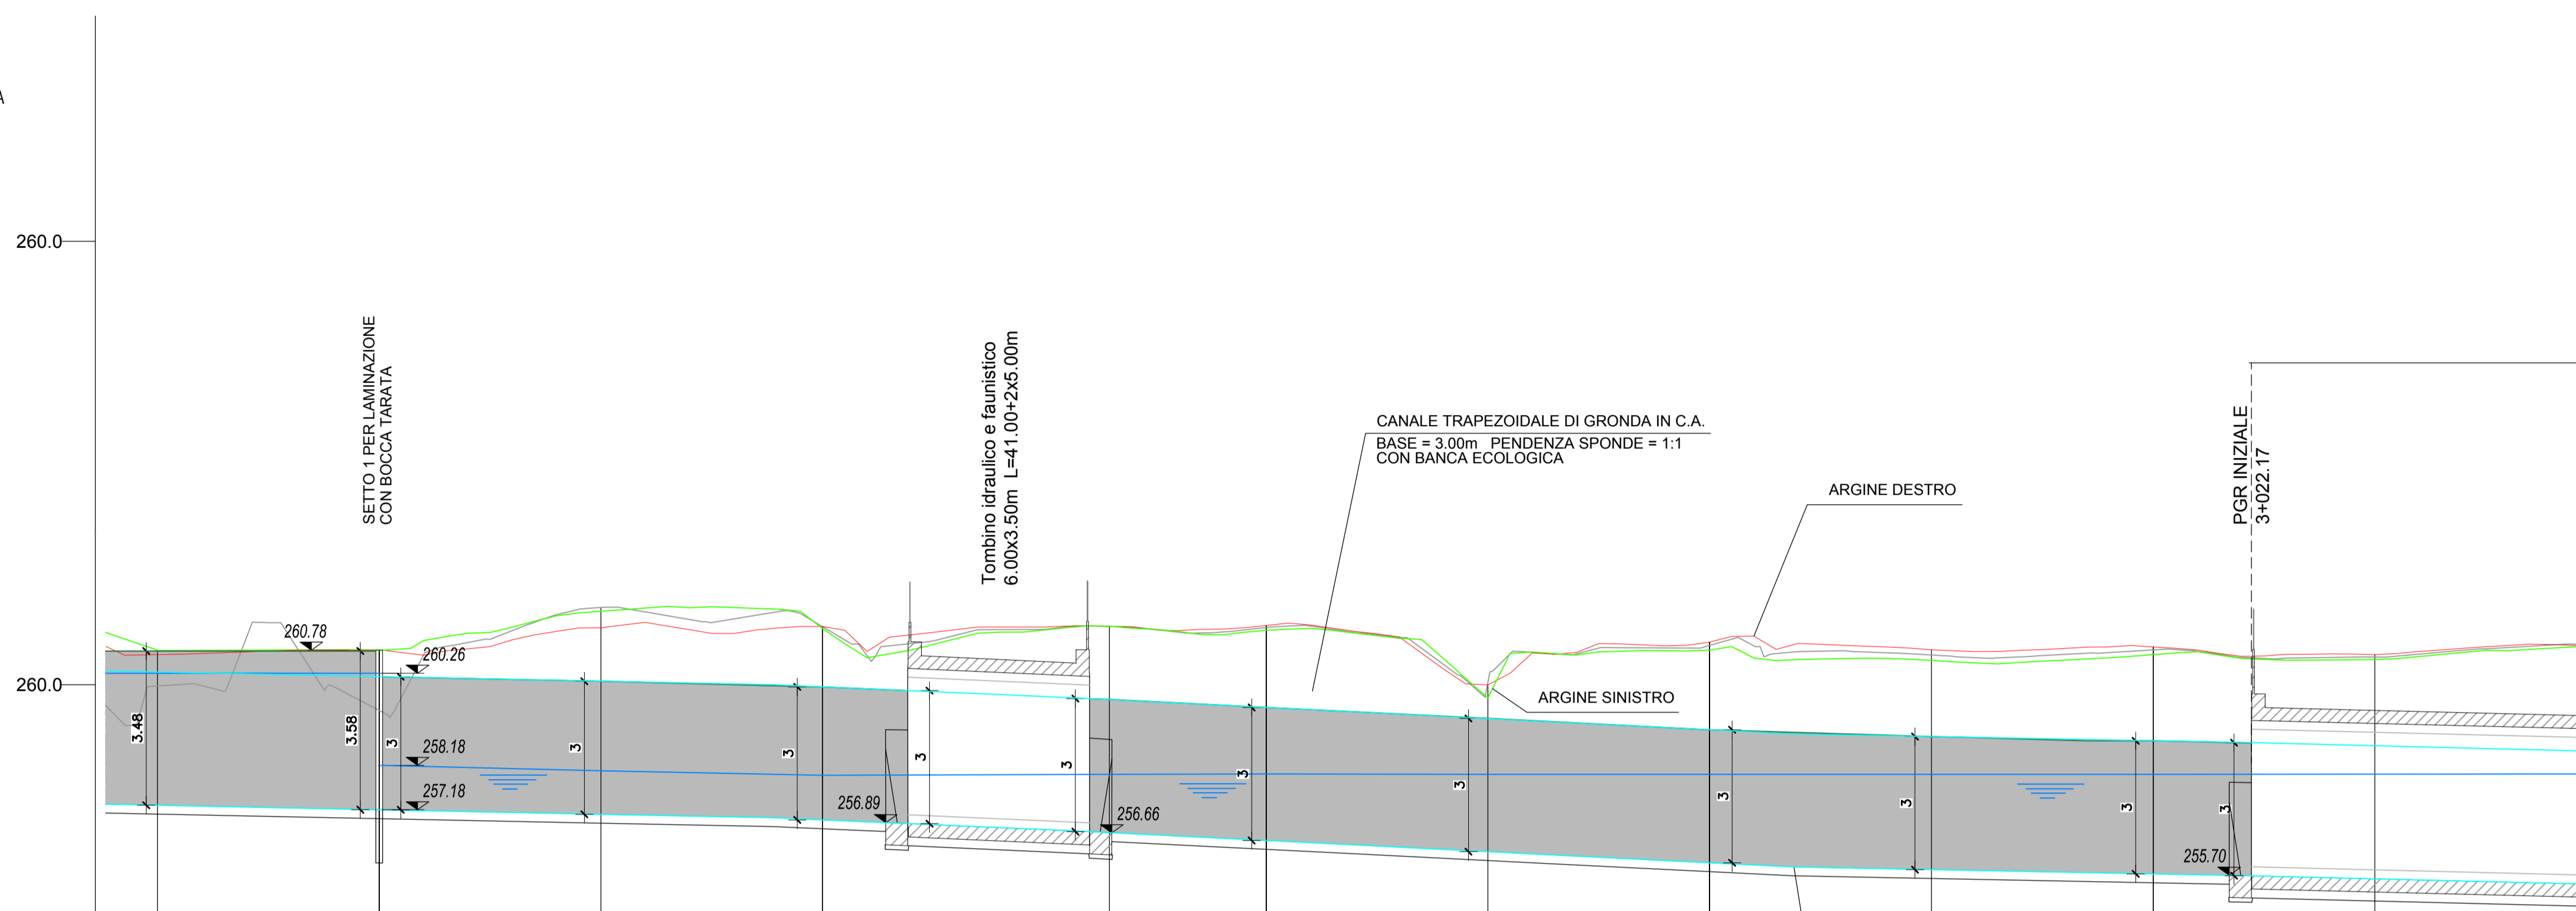 A
260.0
SETTO 1 PER LAMINAZIONE
CON BOCCA TARATA
Tombino idraulico e faunistico
6.00x3.50m L=41.00+2x5.00m
CANALE TRAPEZOIDALE DI GRONDA IN C.A.
BASE = 3.00m PENDENZA SPONDE = 1:1
CON BANCA ECOLOGICA
ARGINE DESTRO
PGR INIZIALE
3+022.17
260.78
260.26
260.0
ARGINE SINISTRO
3.48
3.58
3
3
3
3
3
3
3
3
3
3
3
258.18
257.18
256.89
256.66
255.70